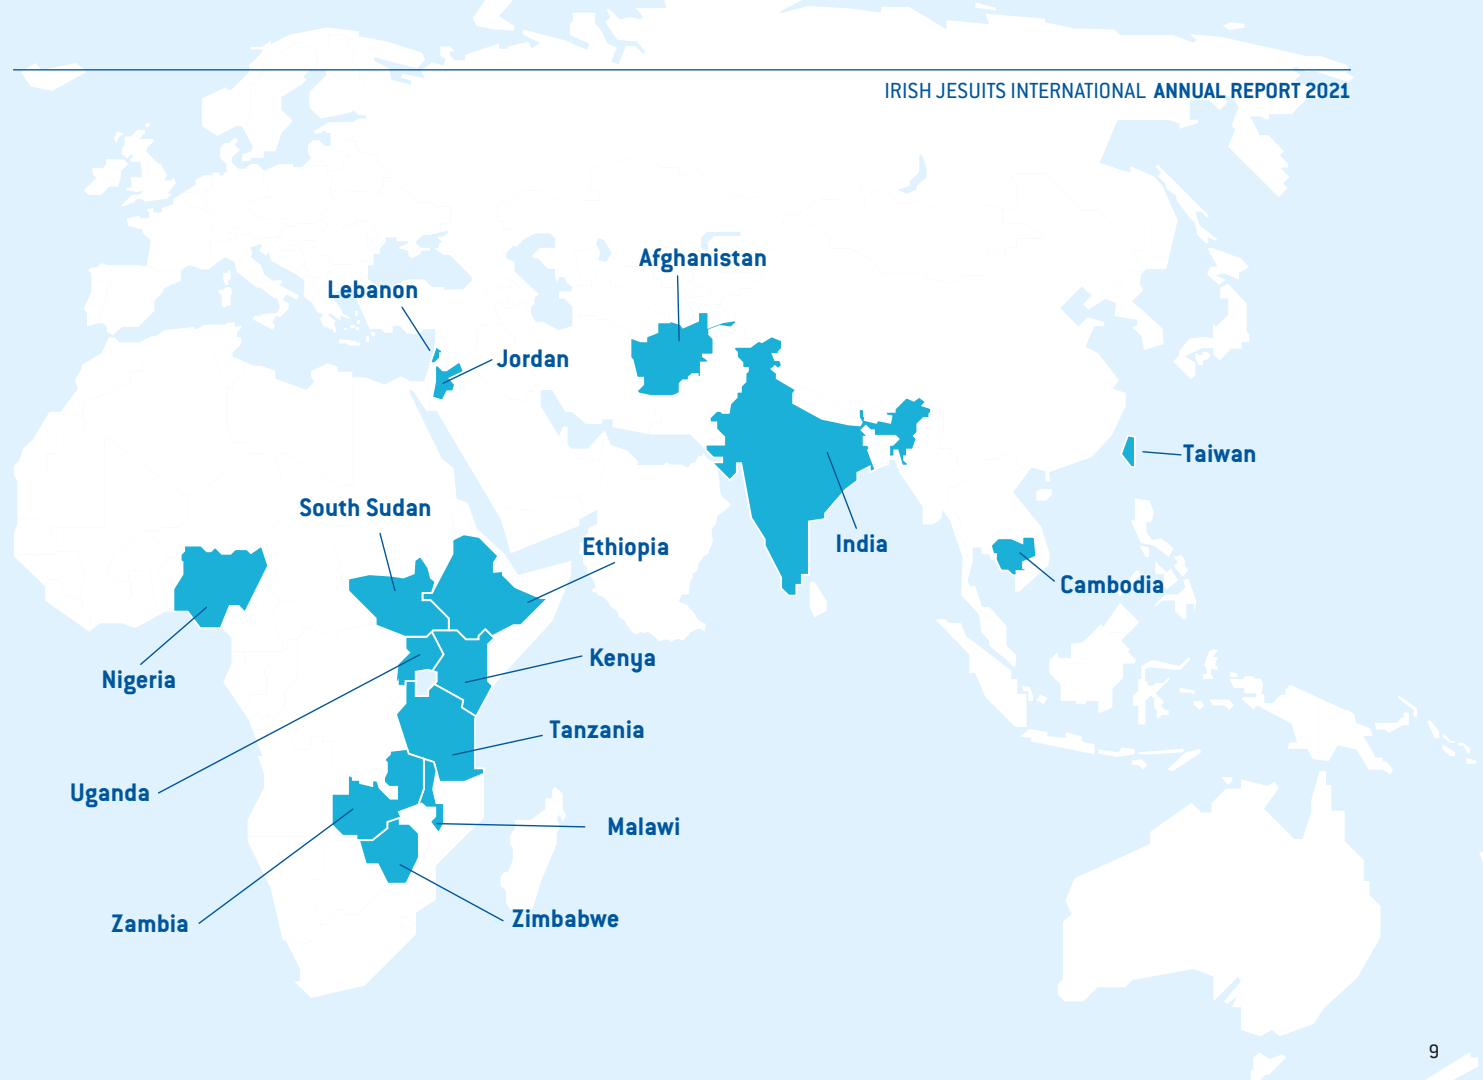 IRISH JESUITS INTERNATIONAL ANNUAL REPORT 2021
Afghanistan
Lebanon
Jordan
Taiwan
South Sudan
Ethiopia
India
Cambodia
Kenya
Nigeria
Tanzania
Uganda
Malawi
Zimbabwe
Zambia
9